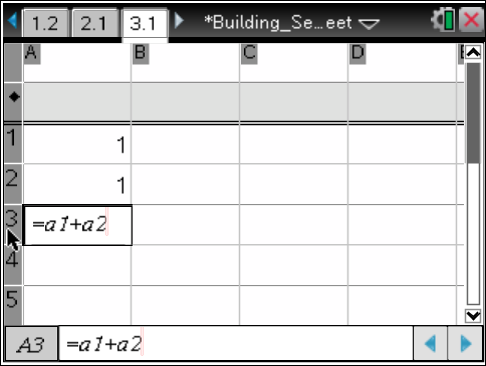 1.2 2.1 3.1 *Building_Se...eet
A B C D E
1 1
2 1
3 =a1+a2
4
5
A3 =a1+a2